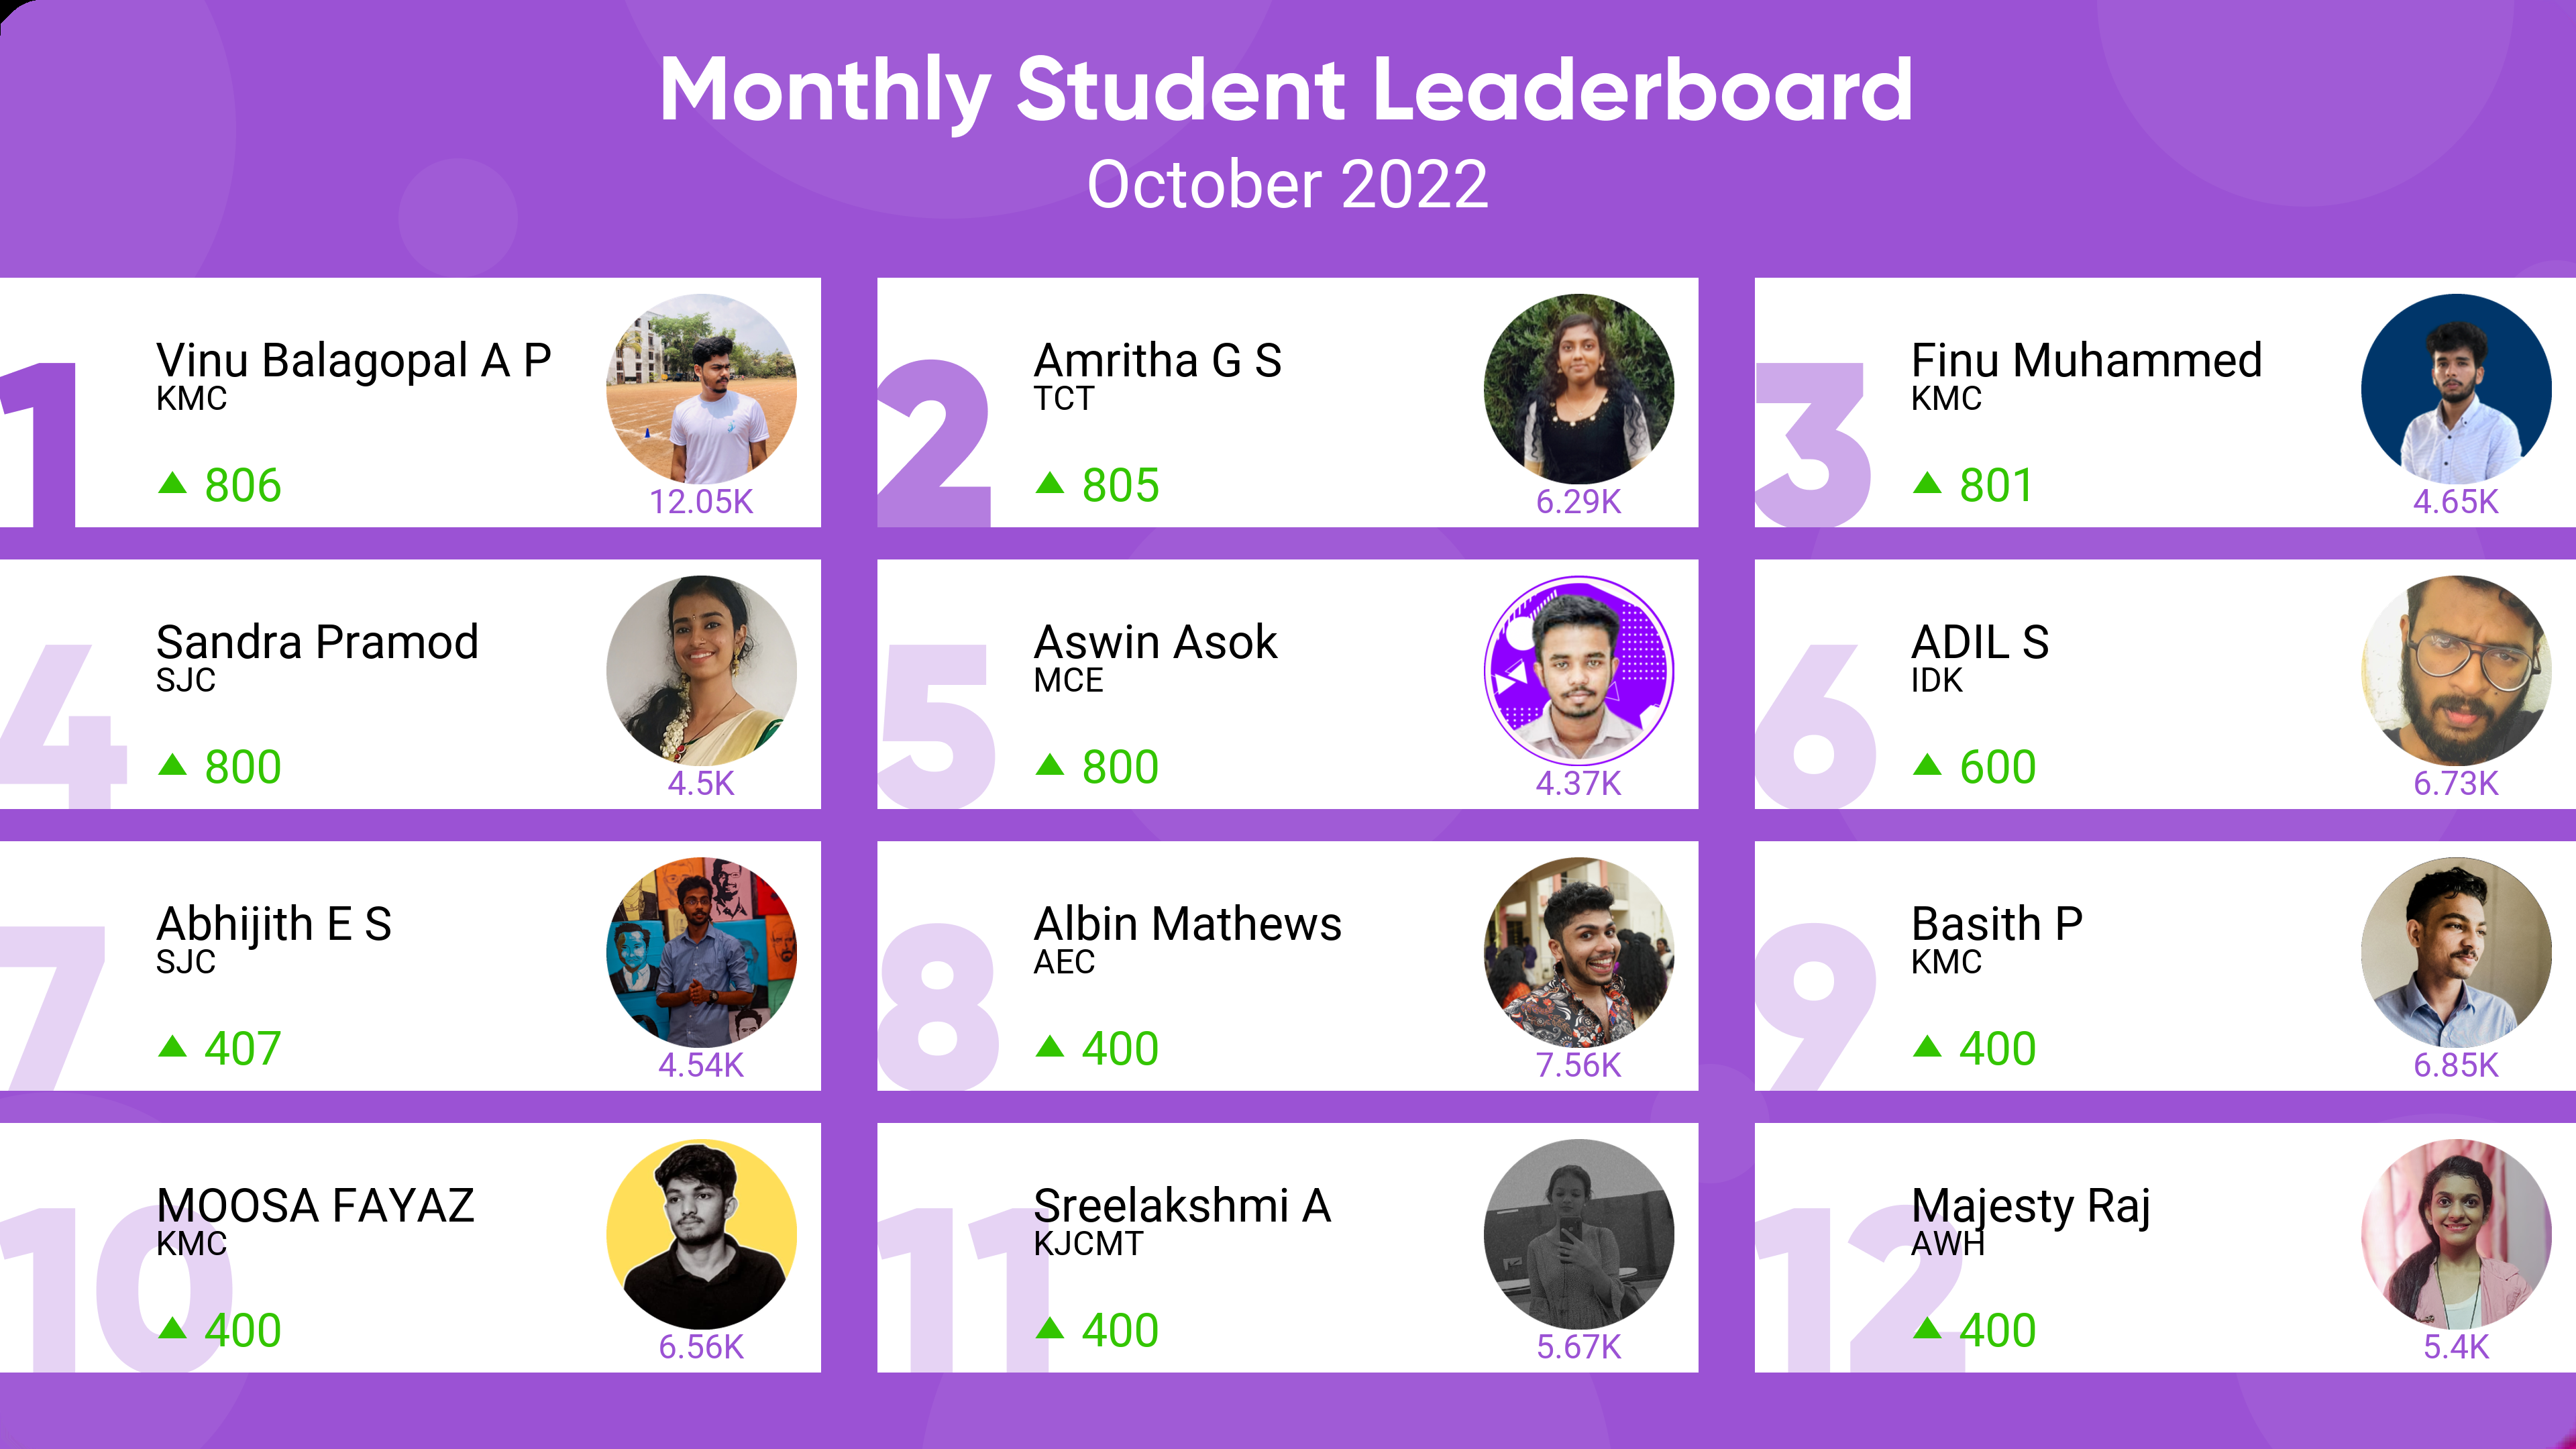 Monthly Student Leaderboard
October 2022
1
Vinu Balagopal A P
KMC
806
12.05K
2
Amritha G S
TCT
805
6.29K
3
Finu Muhammed
KMC
801
4.65K
4
Sandra Pramod
SJC
800
4.5K
5
Aswin Asok
MCE
800
4.37K
6
ADIL S
IDK
600
6.73K
7
Abhijith E S
SJC
407
4.54K
8
Albin Mathews
AEC
400
7.56K
9
Basith P
KMC
400
6.85K
10
MOOSA FAYAZ
KMC
400
6.56K
11
Sreelakshmi A
KJCMT
400
5.67K
12
Majesty Raj
AWH
400
5.4K